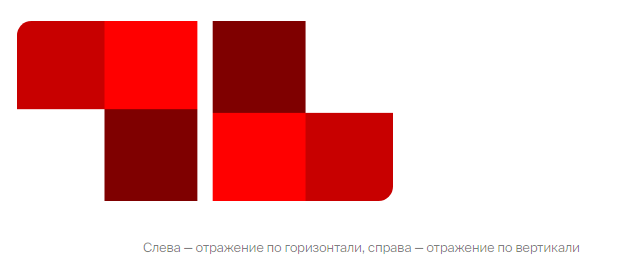 Слева — отражение по горизонтали, справа — отражение по вертикали